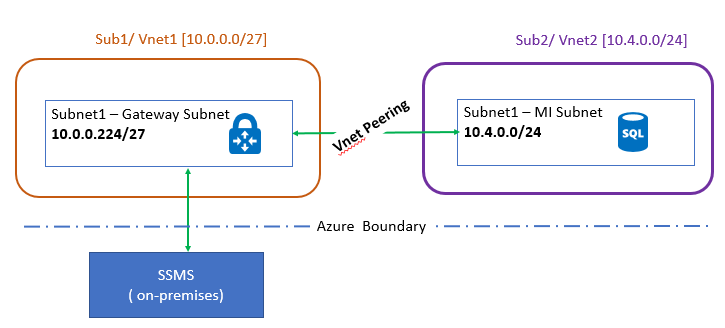 Sub1/ Vnet1 [10.0.0.0/27]
Sub2/ Vnet2 [10.4.0.0/24]
Subnet1 – Gateway Subnet
10.0.0.224/27
Vnet Peering
Subnet1 – MI Subnet
10.4.0.0/24
SQL
Azure Boundary
SSMS
( on-premises)